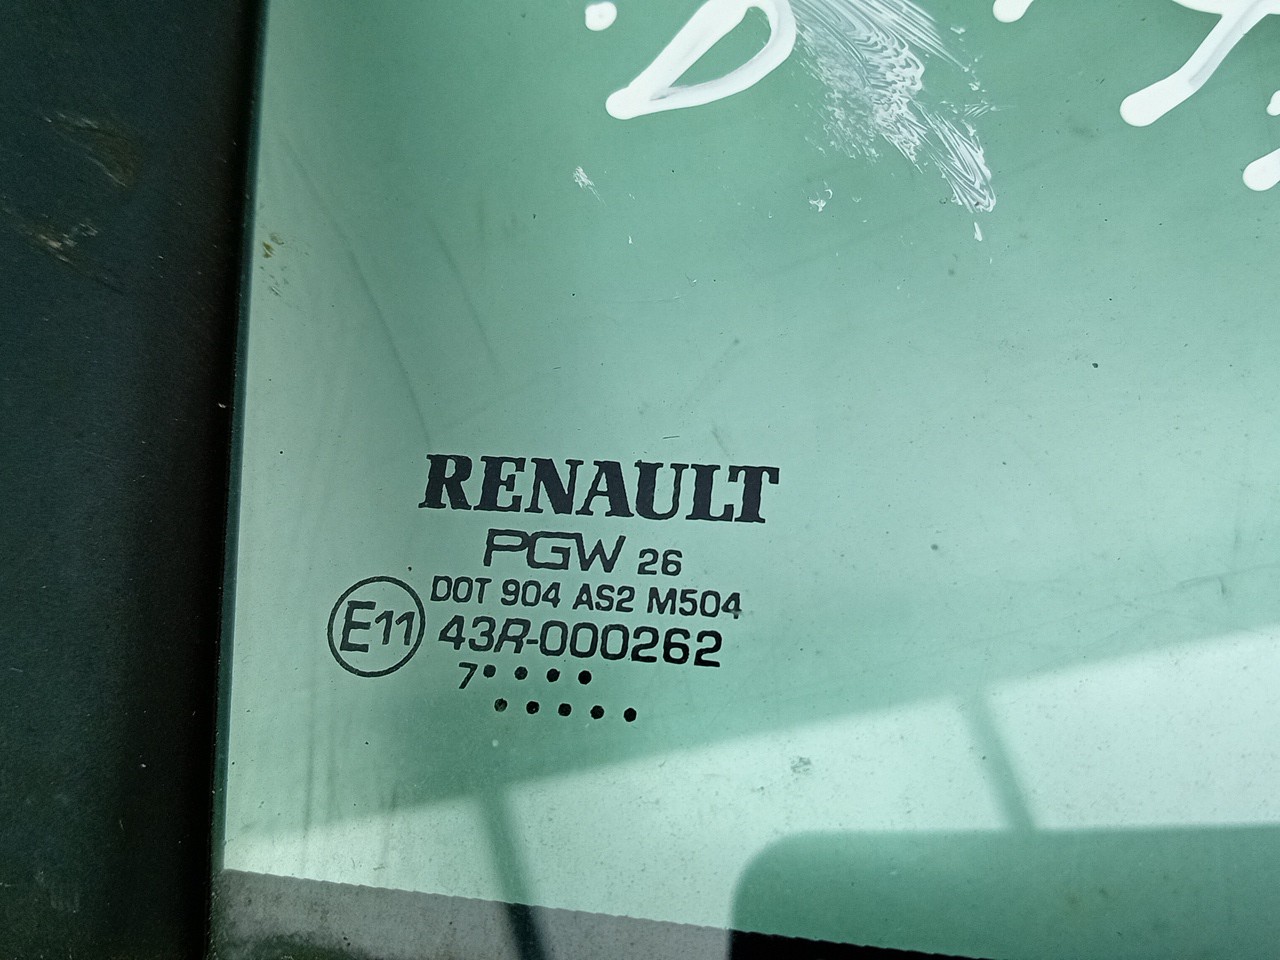 RENAULT
PGW 26
DOT 904 AS2 M504
E11 43R-000262
7•• • •
• • • • •